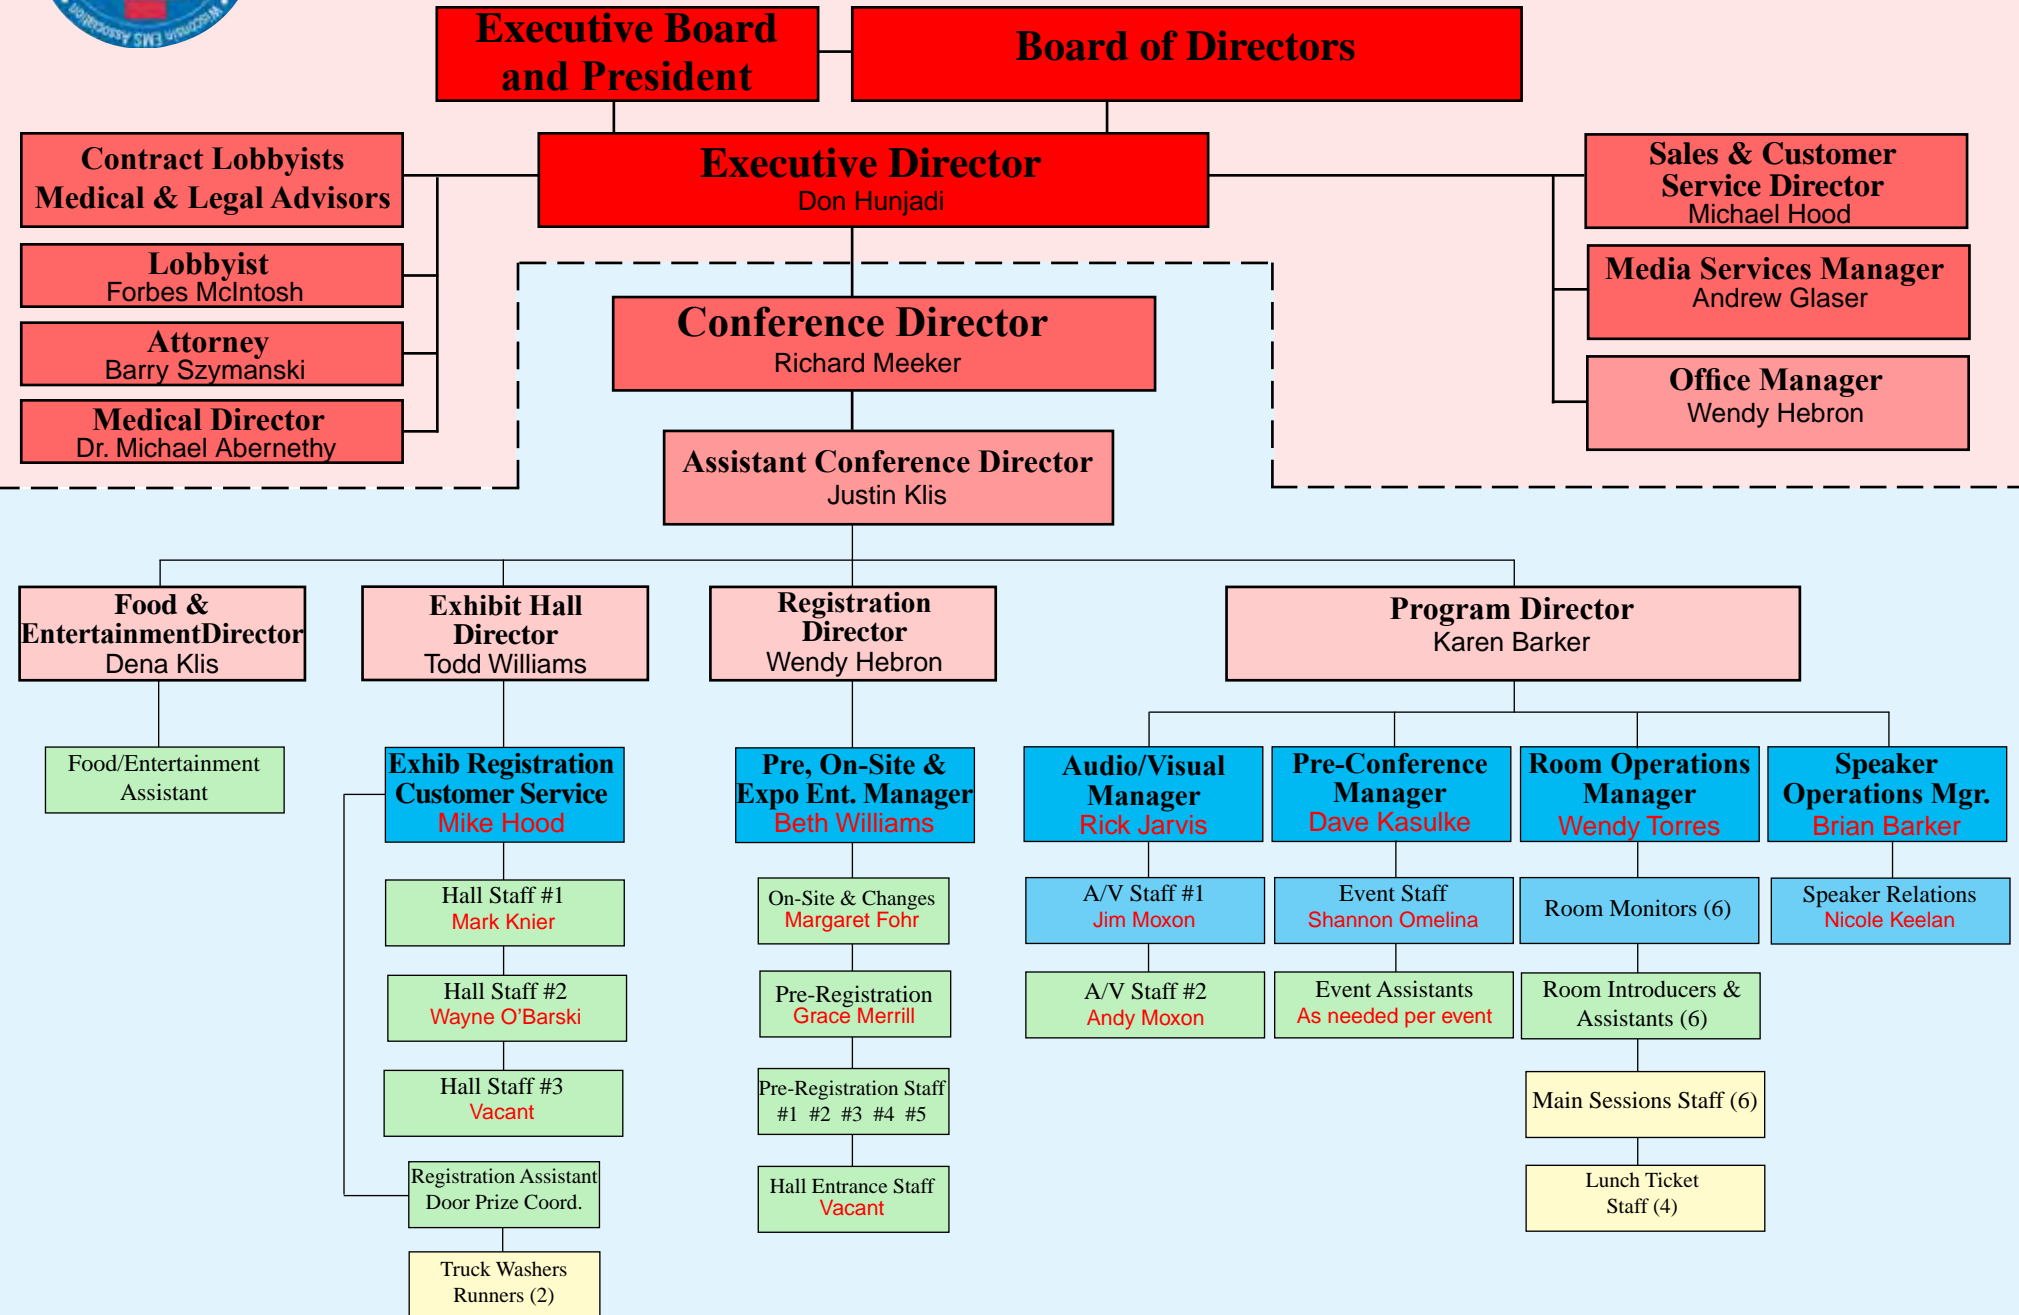 Wisconsin EMS Association
Executive Board
and President
Board of Directors
Contract Lobbyists
Medical & Legal Advisors
Executive Director
Don Hunjadi
Sales & Customer
Service Director
Michael Hood
Lobbyist
Forbes McIntosh
Media Services Manager
Andrew Glaser
Attorney
Barry Szymanski
Conference Director
Richard Meeker
Office Manager
Wendy Hebron
Medical Director
Dr. Michael Abernethy
Assistant Conference Director
Justin Klis
Food &
EntertainmentDirector
Dena Klis
Exhibit Hall
Director
Todd Williams
Registration
Director
Wendy Hebron
Program Director
Karen Barker
Food/Entertainment
Assistant
Exhib Registration
Customer Service
Mike Hood
Pre, On-Site &
Expo Ent. Manager
Beth Williams
Audio/Visual
Manager
Rick Jarvis
Pre-Conference
Manager
Dave Kasulke
Room Operations
Manager
Wendy Torres
Speaker
Operations Mgr.
Brian Barker
Hall Staff #1
Mark Knier
On-Site & Changes
Margaret Fohr
A/V Staff #1
Jim Moxon
Event Staff
Shannon Omelina
Room Monitors (6)
Speaker Relations
Nicole Keelan
Hall Staff #2
Wayne O’Barski
Pre-Registration
Grace Merrill
A/V Staff #2
Andy Moxon
Event Assistants
As needed per event
Room Introducers &
Assistants (6)
Hall Staff #3
Vacant
Pre-Registration Staff
#1 #2 #3 #4 #5
Main Sessions Staff (6)
Registration Assistant
Door Prize Coord.
Hall Entrance Staff
Vacant
Lunch Ticket
Staff (4)
Truck Washers
Runners (2)